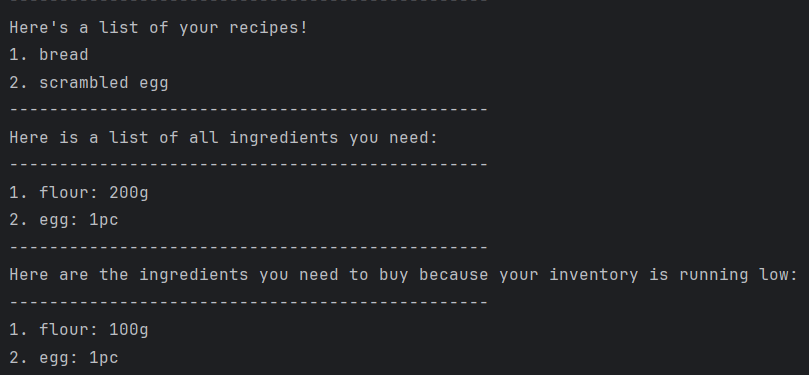 ------------------------------------------------
Here's a list of your recipes!
1. bread
2. scrambled egg
------------------------------------------------
Here is a list of all ingredients you need:
------------------------------------------------
1. flour: 200g
2. egg: 1pc
------------------------------------------------
Here are the ingredients you need to buy because your inventory is running low:
------------------------------------------------
1. flour: 100g
2. egg: 1pc